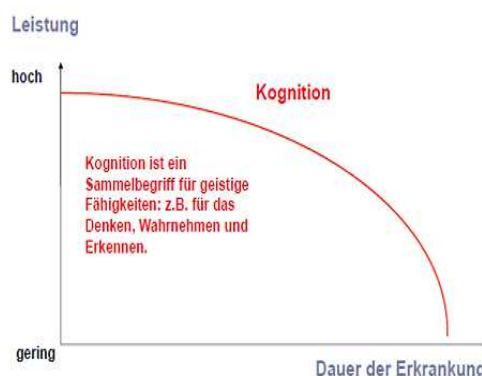 Leistung
hoch
Kognition
Kognition ist ein
Sammelbegriff für geistige
Fähigkeiten: z.B. für das
Denken, Wahrnehmen und
Erkennen.
gering
Dauer der Erkrankung